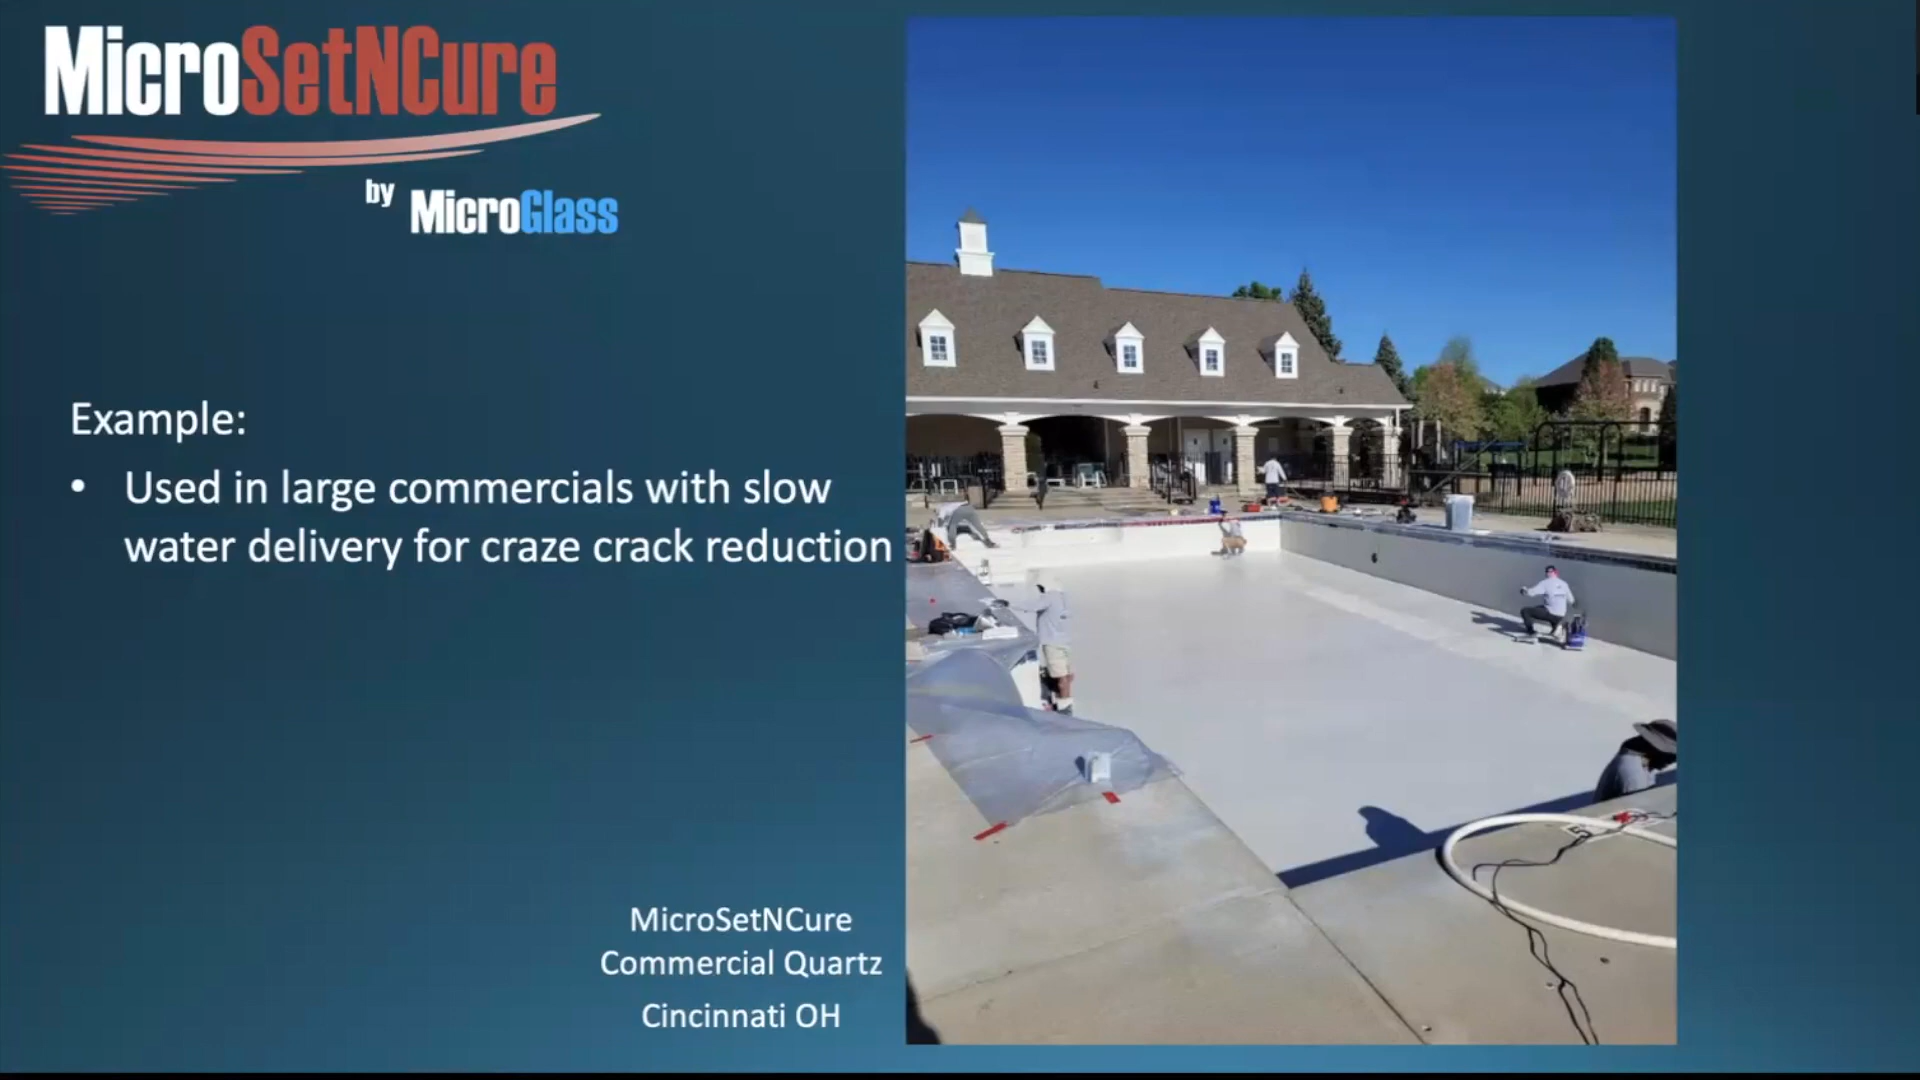 MicroSetNCure
by MicroGlass
Example:
• Used in large commercials with slow
water delivery for craze crack reduction
MicroSetNCure
Commercial Quartz
Cincinnati OH